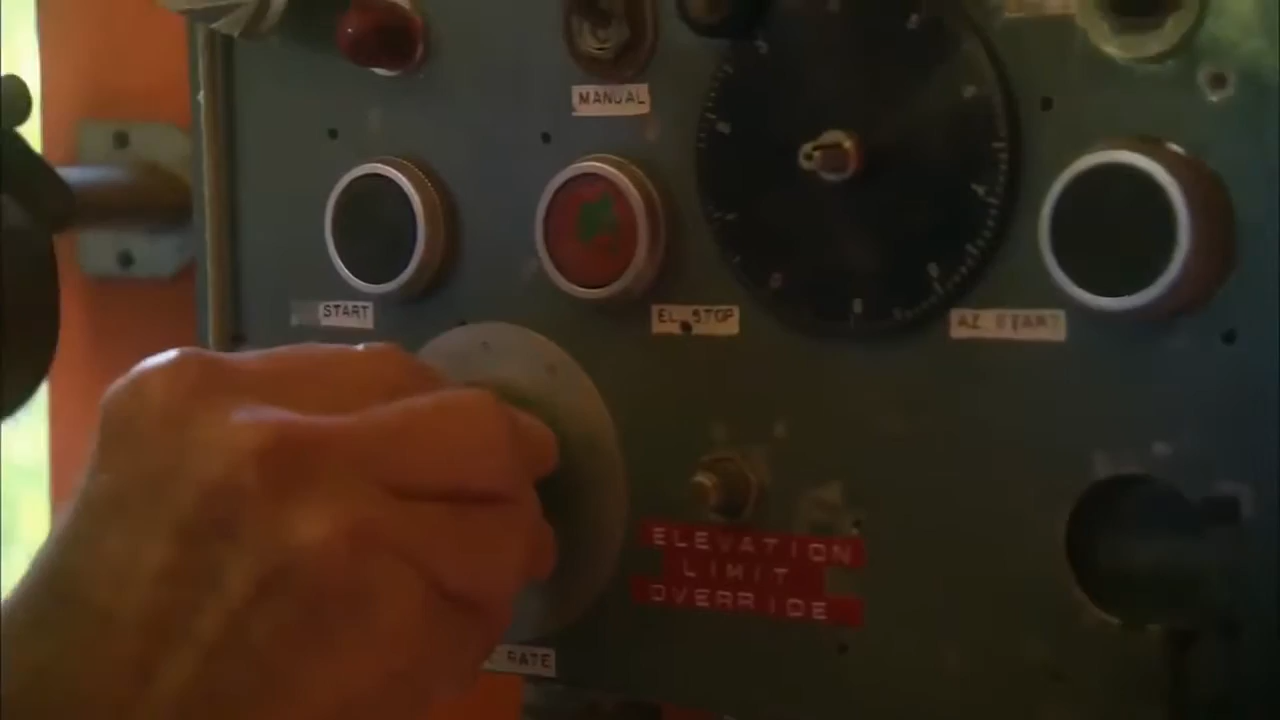 MANUAL
START
EL. STOP
AZ. START
ELEVATION
LIMIT
OVERRIDE
RATE